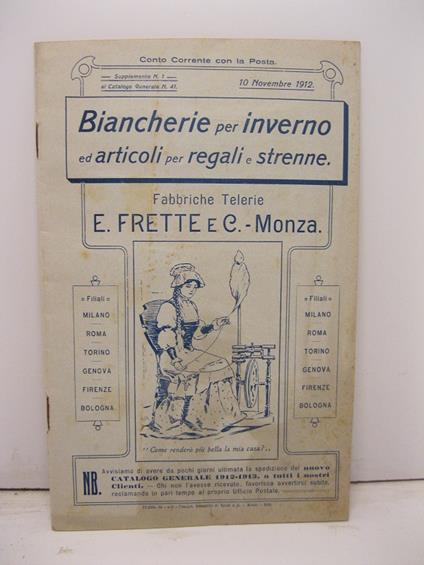 Conto Corrente con la Posta.
Supplemento N. 1
al Catalogo Generale N. 41.
10 Novembre 1912.
Biancherie per inverno
ed articoli per regali e strenne.
Fabbriche Telerie
E. FRETTE E C. - Monza.
Filiali
MILANO
ROMA
TORINO
GENOVA
FIRENZE
BOLOGNA
Filiali
MILANO
ROMA
TORINO
GENOVA
FIRENZE
BOLOGNA
"Come renderò più bella la mia casa?"
NB. Avvisiamo di avere da pochi giorni ultimata la spedizione del nuovo
CATALOGO GENERALE 1912-1913, a tutti i nostri
Clienti. — Chi non l'avesse ricevuto, favorisca avvertirci subito,
reclamando in pari tempo al proprio Ufficio Postale.